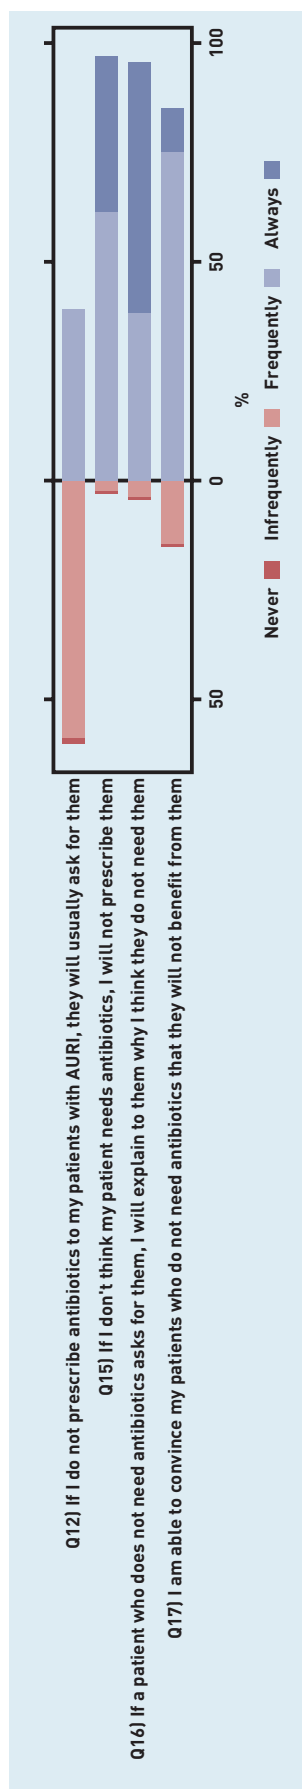 Q12) If I do not prescribe antibiotics to my patients with AURI, they will usually ask for them
Q15) If I don't think my patient needs antibiotics, I will not prescribe them
Q16) If a patient who does not need antibiotics asks for them, I will explain to them why I think they do not need them
Q17) I am able to convince my patients who do not need antibiotics that they will not benefit from them
50 0 50 100
%
Never Infrequently Frequently Always